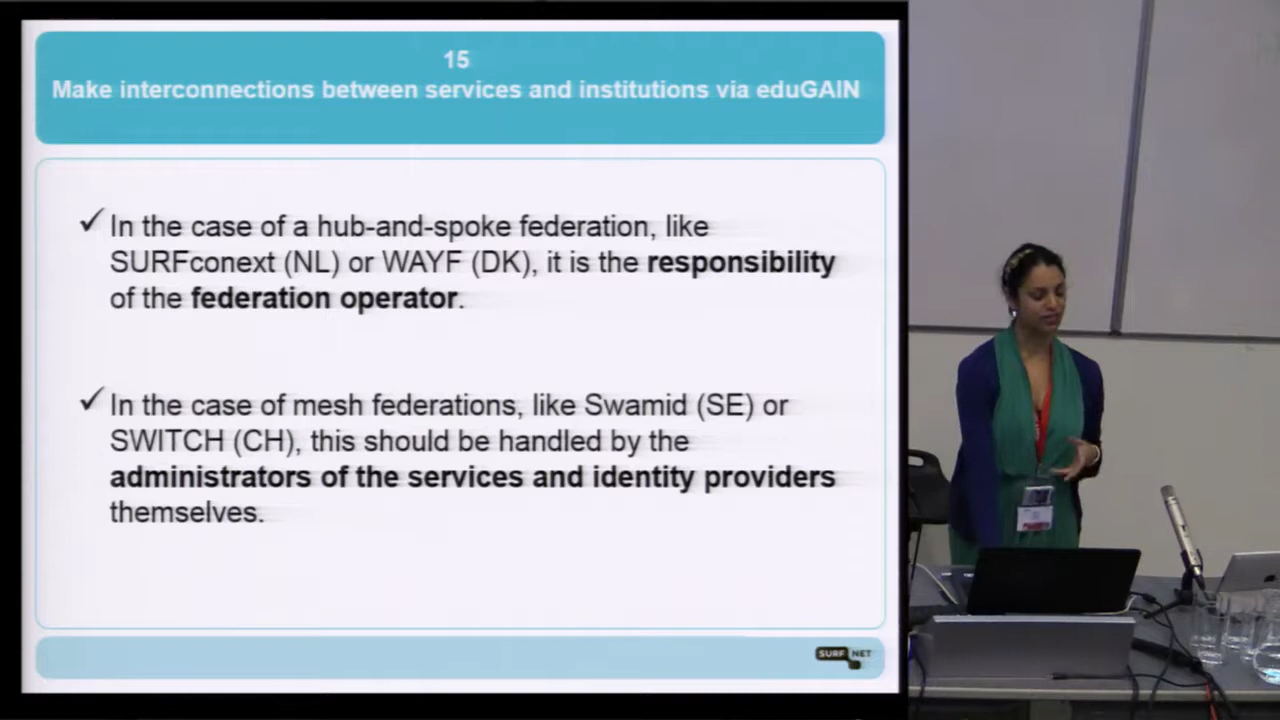 15
Make interconnections between services and institutions via eduGAIN
✓ In the case of a hub-and-spoke federation, like
SURFconext (NL) or WAYF (DK), it is the responsibility
of the federation operator.
✓ In the case of mesh federations, like Swamid (SE) or
SWITCH (CH), this should be handled by the
administrators of the services and identity providers
themselves.
SURF NET